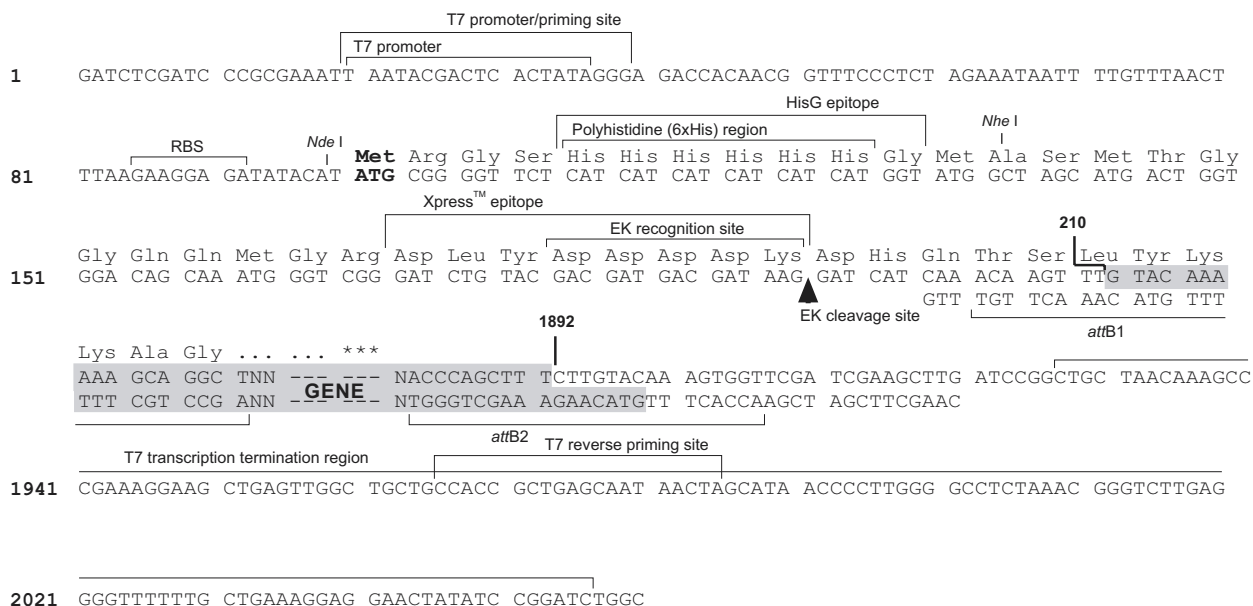 T7 promoter/priming site
T7 promoter
1 GATCTCGATC CCGCGAAATT AATACGACTC ACTATAGGGA GACCACAACG GTTTCCCTCT AGAAATAATT TTGTTTAACT
HisG epitope
Polyhistidine (6xHis) region
Nhe I
RBS
Nde I
Met Arg Gly Ser His His His His His His Gly Met Ala Ser Met Thr Gly
81 TTAAGAAGGA GATATACAT ATG CGG GGT TCT CAT CAT CAT CAT CAT CAT GGT ATG GCT AGC ATG ACT GGT
Xpress™ epitope
EK recognition site
210
Gly Gln Gln Met Gly Arg Asp Leu Tyr Asp Asp Asp Asp Lys Asp His Gln Thr Ser Leu Tyr Lys
151 GGA CAG CAA ATG GGT CGG GAT CTG TAC GAC GAT GAC GAT AAG GAT CAT CAA ACA AGT TTG TAC AAA
GTT TGT TCA AAC ATG TTT
EK cleavage site
attB1
1892
Lys Ala Gly ... ... ***
AAA GCA GGC TNN --- --- NACCCAGCTTT CTTGTACAA AGTGGTTCGA TCGAAGCTTG ATCCGGCTGC TAACAAAGCC
GENE
TTT CGT CCG ANN --- --- NTGGGTCGAAA GAACATGTT TCACCAAGCT AGCTTCGAAC
attB2
T7 reverse priming site
T7 transcription termination region
1941 CGAAAGGAAG CTGAGTTGGC TGCTGCCACC GCTGAGCAAT AACTAGCATA ACCCCTTGGG GCCTCTAAAC GGGTCTTGAG
2021 GGGTTTTTTG CTGAAAGGAG GAACTATATC CGGATCTGGC